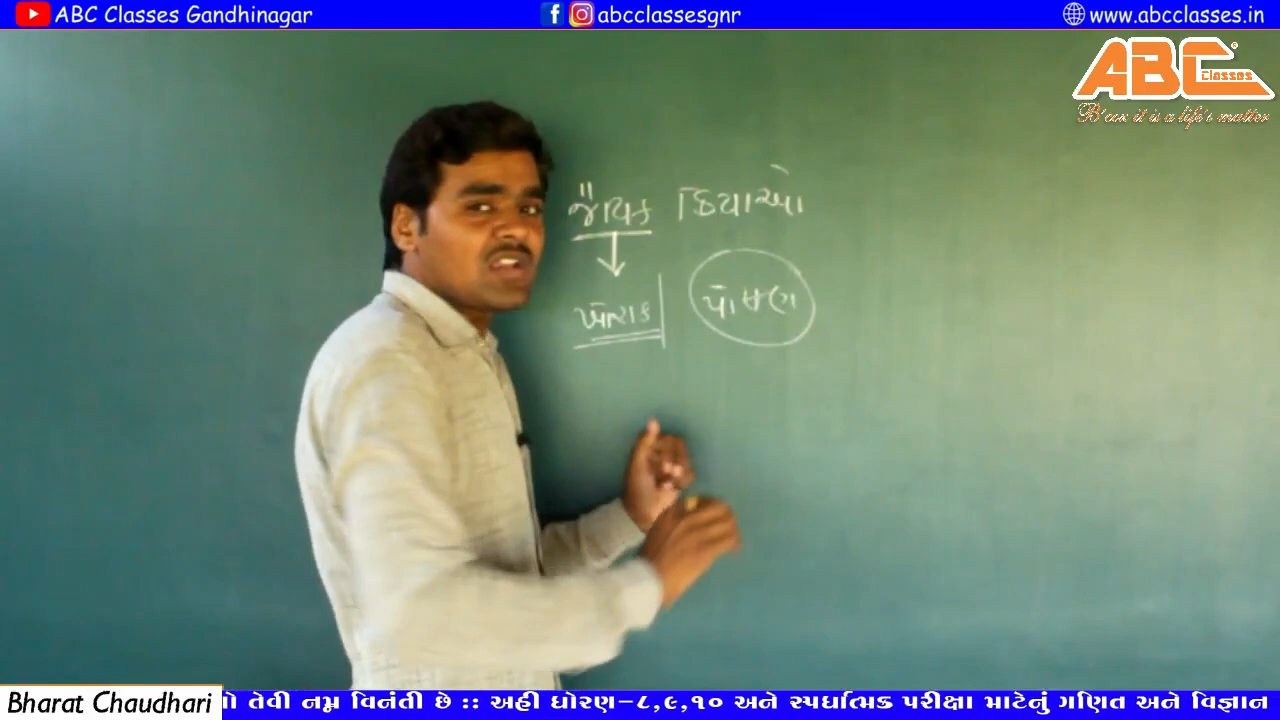 ABC Classes Gandhinagar
abcclassesgnr
www.abcclasses.in
ABC Classes
B'coz it is a life's matter
જૈવિક ક્રિયાઓ
ખોરાક
પોષણ
Bharat Chaudhari
તેવી નમ્ર વિનંતી છે :: અહીં ધોરણ-૮,૯,૧૦ અને સ્પર્ધાત્મક પરીક્ષા માટેનું ગણિત અને વિજ્ઞાન